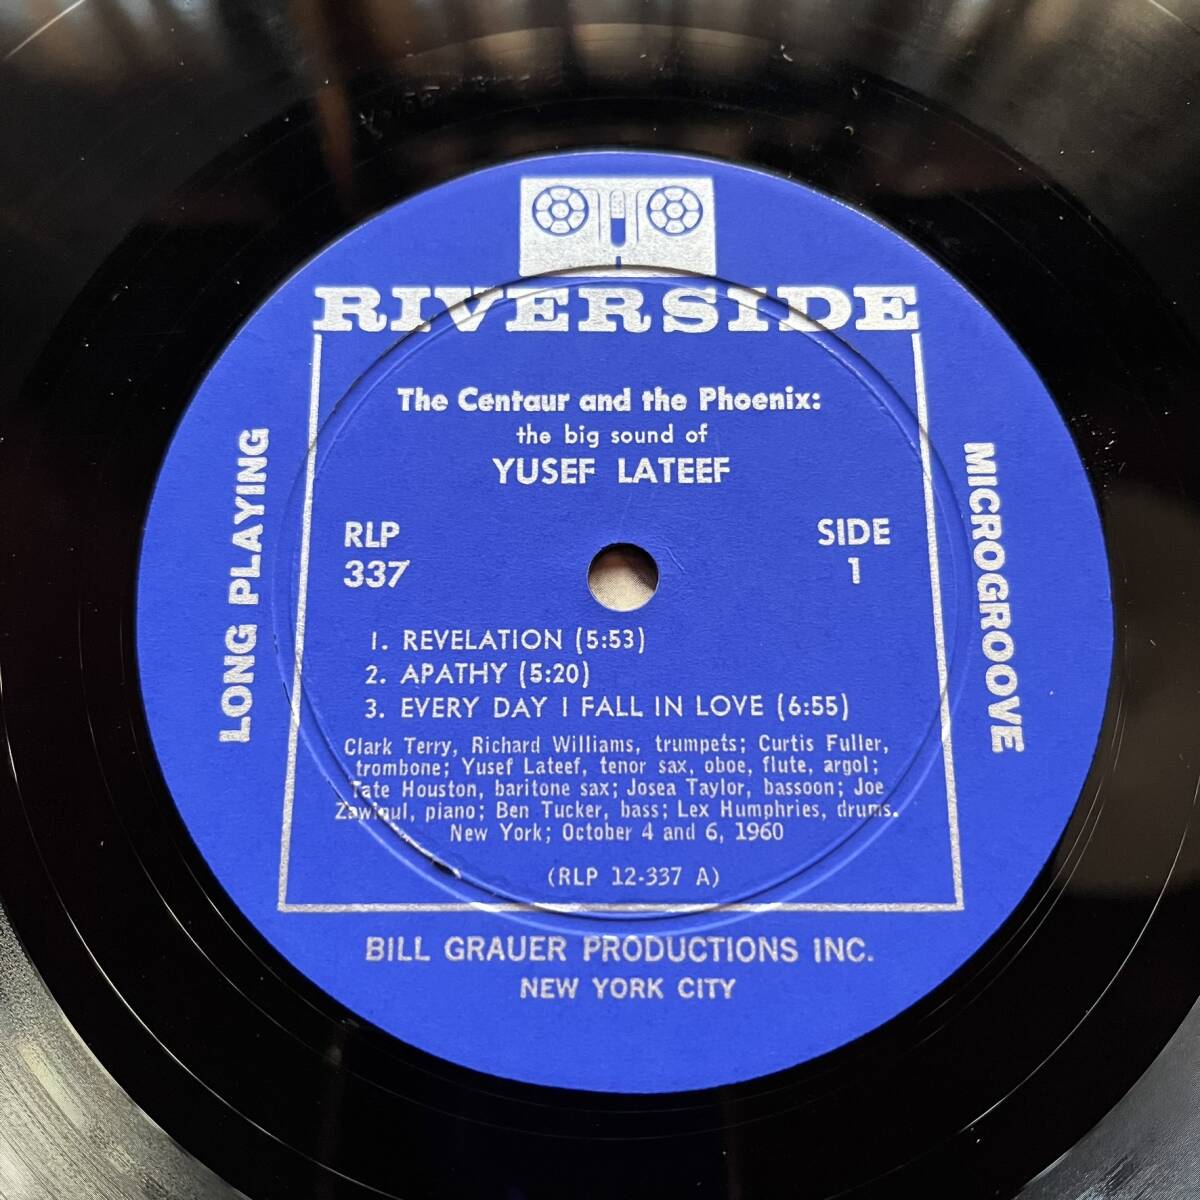 RIVERSIDE
The Centaur and the Phoenix:
the big sound of
YUSEF LATEEF
RLP
337
SIDE
1
LONG PLAYING
MICROGROOVE
1. REVELATION (5:53)
2. APATHY (5:20)
3. EVERY DAY I FALL IN LOVE (6:55)
Clark Terry, Richard Williams, trumpets; Curtis Fuller,
trombone; Yusef Lateef, tenor sax, oboe, flute, argol;
Tate Houston, baritone sax; Josea Taylor, bassoon; Joe
Zawinul, piano; Ben Tucker, bass; Lex Humphries, drums.
New York; October 4 and 6, 1960
(RLP 12-337 A)
BILL GRAUER PRODUCTIONS INC.
NEW YORK CITY